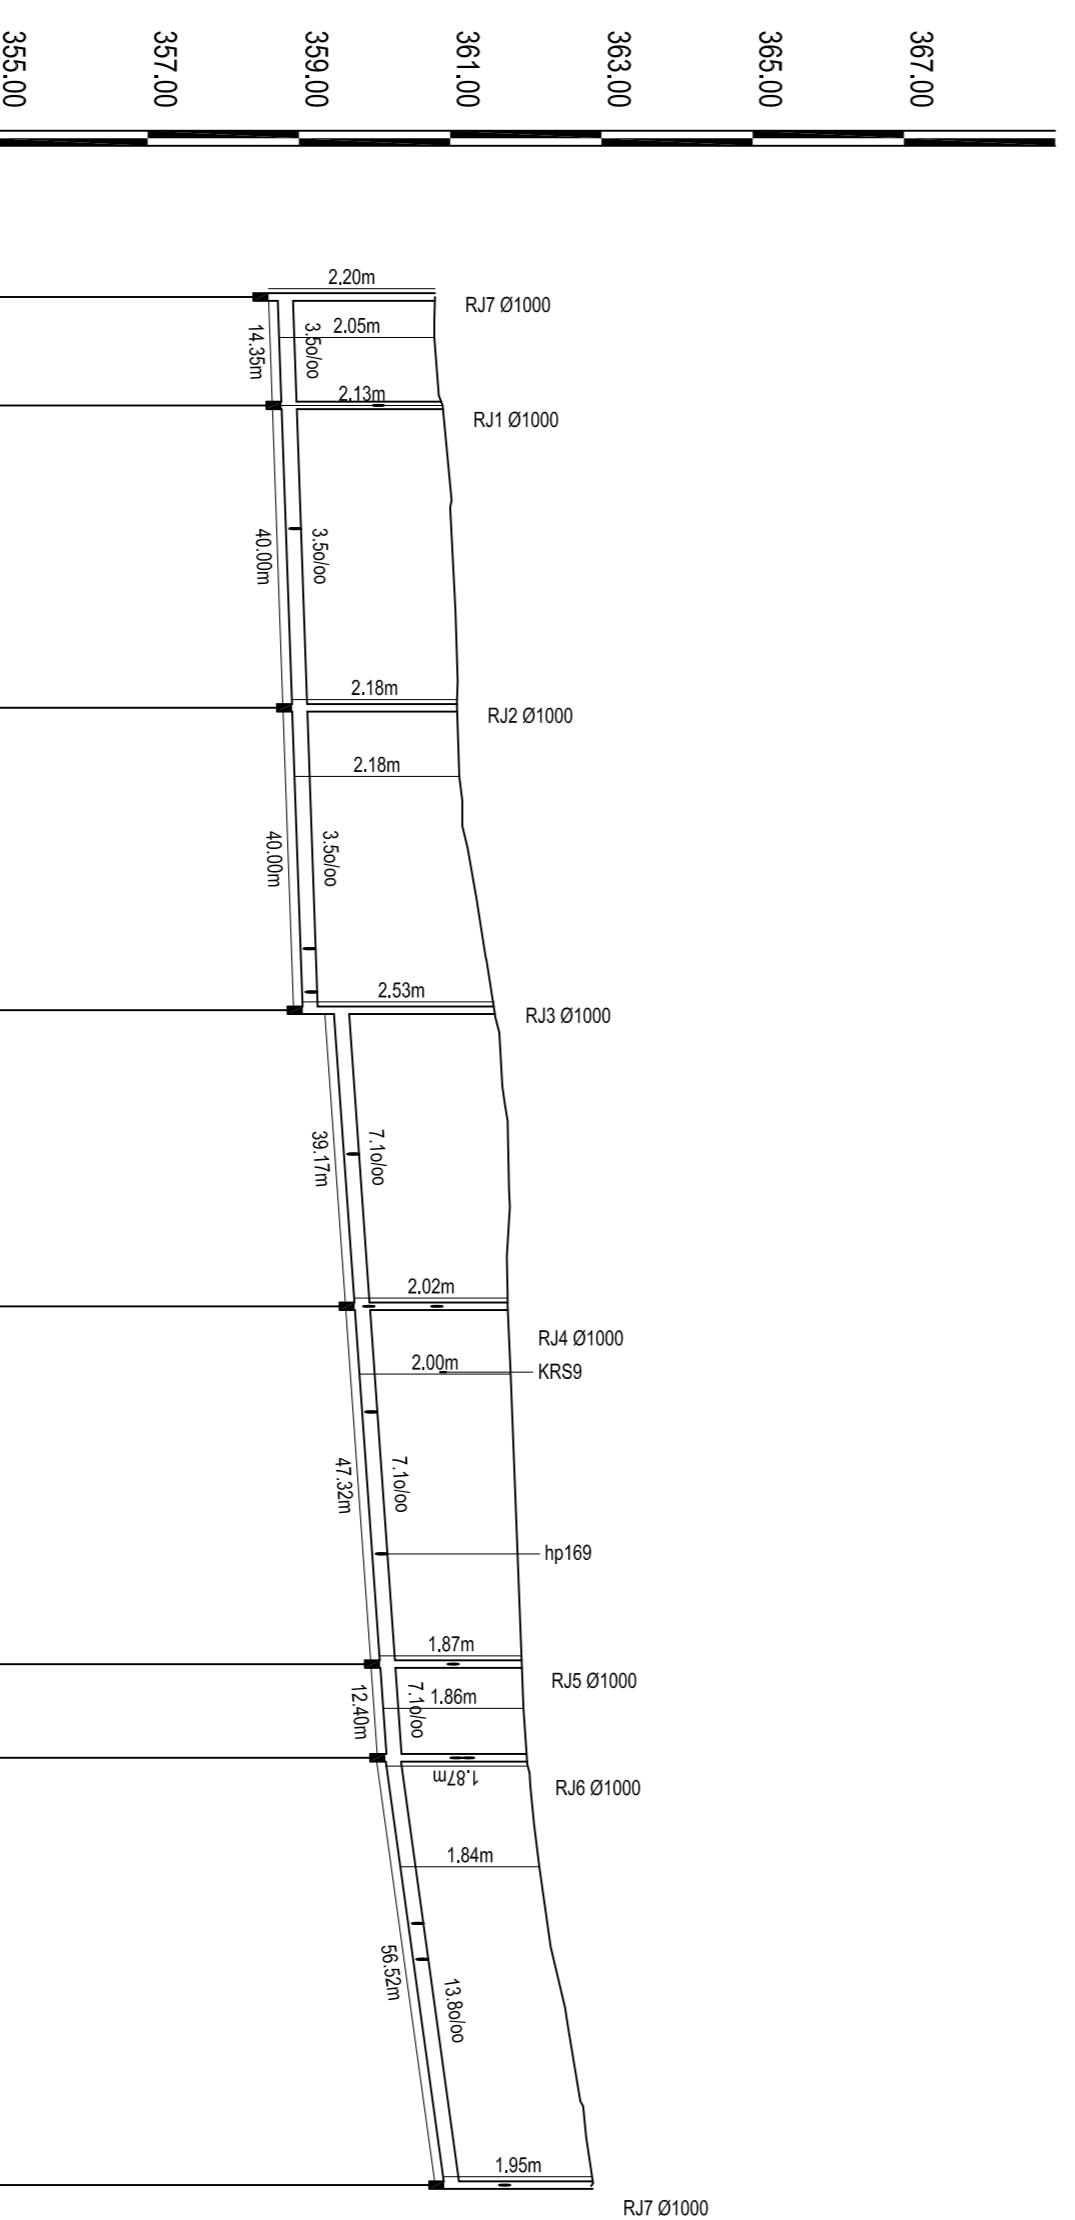 355.00
357.00
359.00
361.00
363.00
365.00
367.00
2.20m
RJ7 Ø1000
14.35m
3.5o/oo
2.05m
2.13m
RJ1 Ø1000
40.00m
3.5o/oo
2.18m
RJ2 Ø1000
2.18m
40.00m
3.5o/oo
2.53m
RJ3 Ø1000
39.17m
7.1o/oo
2.02m
RJ4 Ø1000
2.00m
KRS9
47.32m
7.1o/oo
hp169
1.87m
RJ5 Ø1000
12.40m
7.1o/oo
1.86m
1.87m
RJ6 Ø1000
1.84m
56.52m
13.8o/oo
1.95m
RJ7 Ø1000